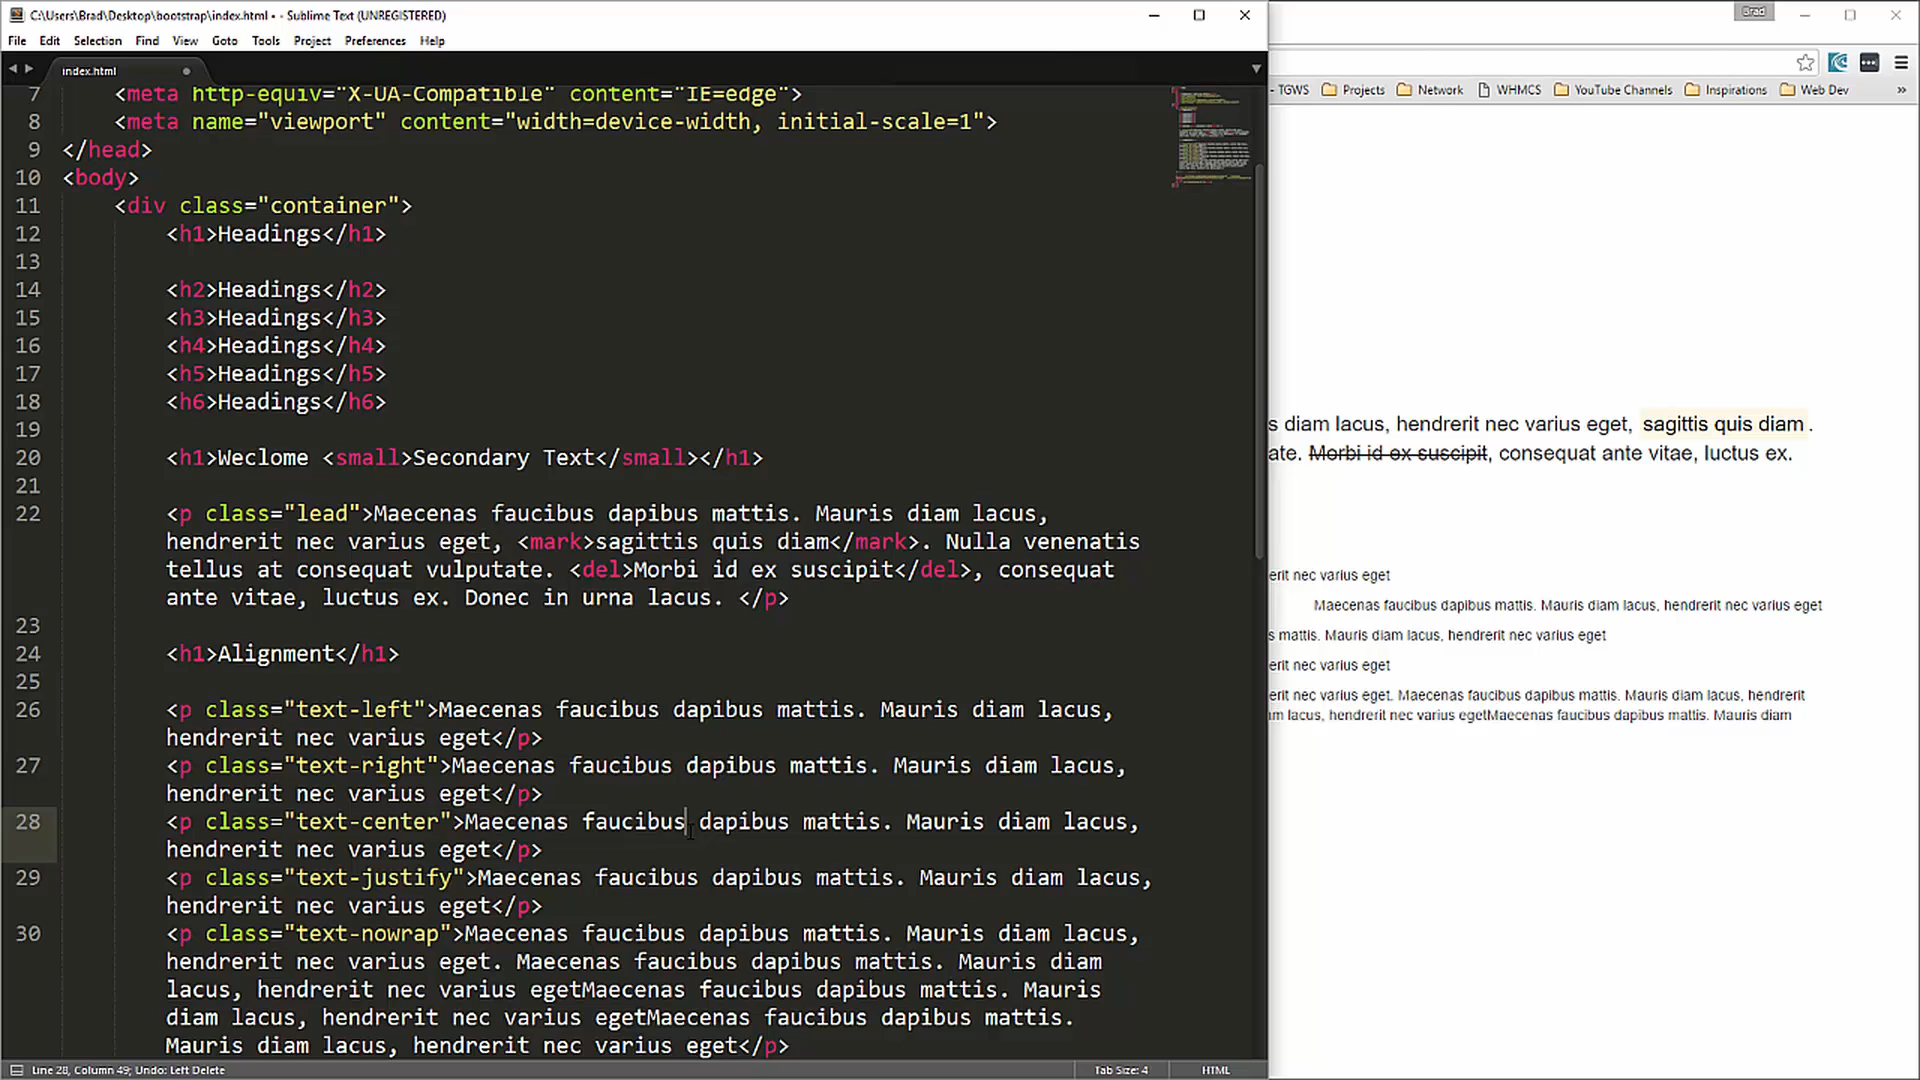 C:\Users\Brad\Desktop\bootstrap\index.html • - Sublime Text (UNREGISTERED)
File Edit Selection Find View Goto Tools Project Preferences Help
index.html
7 <meta http-equiv="X-UA-Compatible" content="IE=edge">
8 <meta name="viewport" content="width=device-width, initial-scale=1">
9 </head>
10 <body>
11 <div class="container">
12 <h1>Headings</h1>
13
14 <h2>Headings</h2>
15 <h3>Headings</h3>
16 <h4>Headings</h4>
17 <h5>Headings</h5>
18 <h6>Headings</h6>
19
20 <h1>Weclome <small>Secondary Text</small></h1>
21
22 <p class="lead">Maecenas faucibus dapibus mattis. Mauris diam lacus,
hendrerit nec varius eget, <mark>sagittis quis diam</mark>. Nulla venenatis
tellus at consequat vulputate. <del>Morbi id ex suscipit</del>, consequat
ante vitae, luctus ex. Donec in urna lacus. </p>
23
24 <h1>Alignment</h1>
25
26 <p class="text-left">Maecenas faucibus dapibus mattis. Mauris diam lacus,
hendrerit nec varius eget</p>
27 <p class="text-right">Maecenas faucibus dapibus mattis. Mauris diam lacus,
hendrerit nec varius eget</p>
28 <p class="text-center">Maecenas faucibus dapibus mattis. Mauris diam lacus,
hendrerit nec varius eget</p>
29 <p class="text-justify">Maecenas faucibus dapibus mattis. Mauris diam lacus,
hendrerit nec varius eget</p>
30 <p class="text-nowrap">Maecenas faucibus dapibus mattis. Mauris diam lacus,
hendrerit nec varius eget. Maecenas faucibus dapibus mattis. Mauris diam
lacus, hendrerit nec varius egetMaecenas faucibus dapibus mattis. Mauris
diam lacus, hendrerit nec varius egetMaecenas faucibus dapibus mattis.
Mauris diam lacus, hendrerit nec varius eget</p>
Line 28, Column 49; Undo: Left Delete Tab Size: 4 HTML
Brad
- TGWS Projects Network WHMCS YouTube Channels Inspirations Web Dev »
s diam lacus, hendrerit nec varius eget, sagittis quis diam .
ate. Morbi id ex suscipit, consequat ante vitae, luctus ex.
erit nec varius eget
Maecenas faucibus dapibus mattis. Mauris diam lacus, hendrerit nec varius eget
s mattis. Mauris diam lacus, hendrerit nec varius eget
erit nec varius eget
erit nec varius eget. Maecenas faucibus dapibus mattis. Mauris diam lacus, hendrerit
m lacus, hendrerit nec varius egetMaecenas faucibus dapibus mattis. Mauris diam